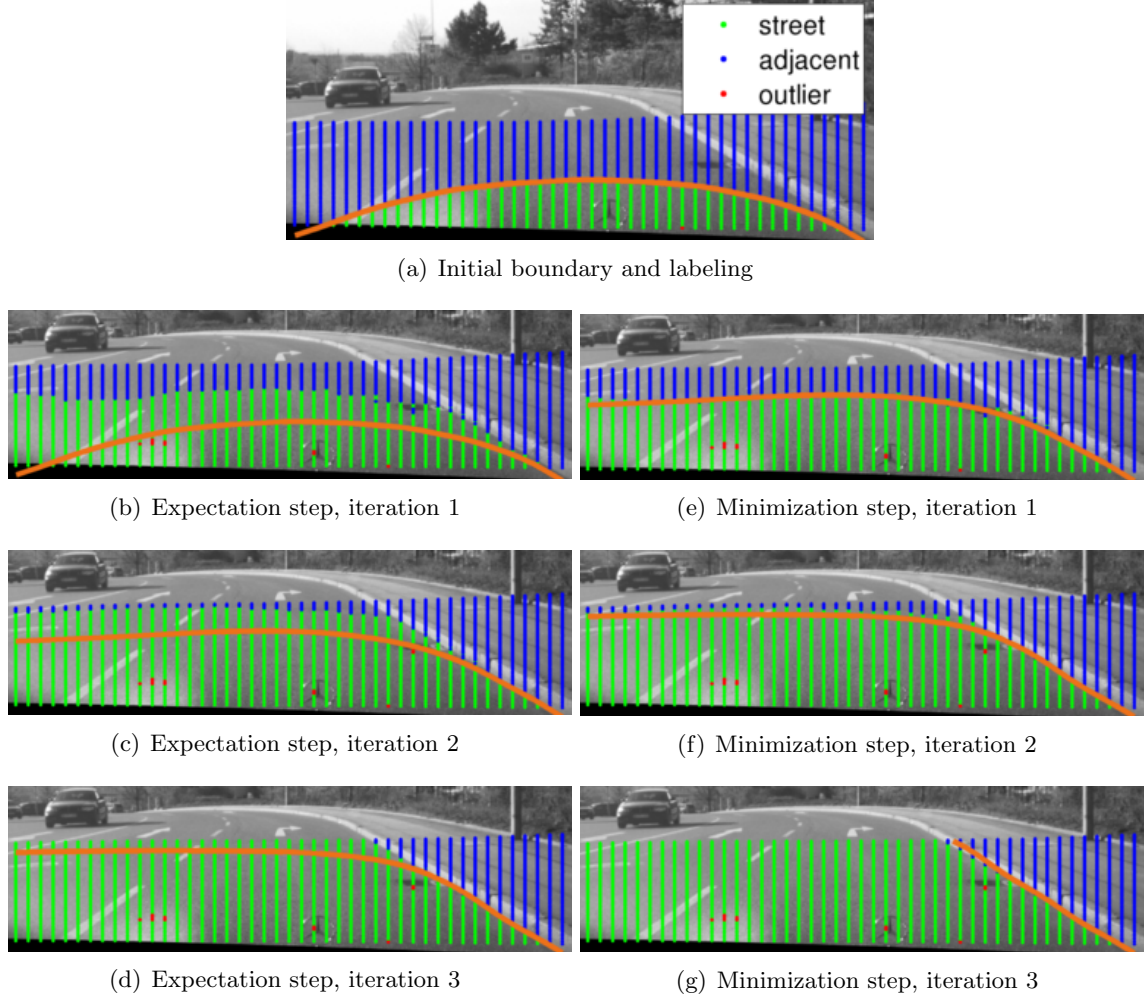 street
adjacent
outlier
(a) Initial boundary and labeling
(b) Expectation step, iteration 1
(e) Minimization step, iteration 1
(c) Expectation step, iteration 2
(f) Minimization step, iteration 2
(d) Expectation step, iteration 3
(g) Minimization step, iteration 3